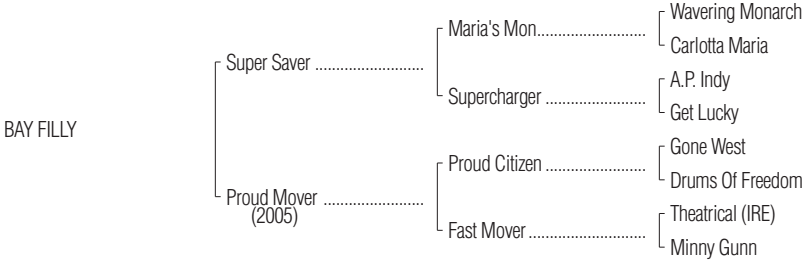 Wavering Monarch
Maria's Mon..........................
Carlotta Maria
Super Saver ..........................
A.P. Indy
Supercharger ........................
Get Lucky
BAY FILLY
Gone West
Proud Citizen ........................
Drums Of Freedom
Proud Mover ........................
(2005)
Theatrical (IRE)
Fast Mover............................
Minny Gunn